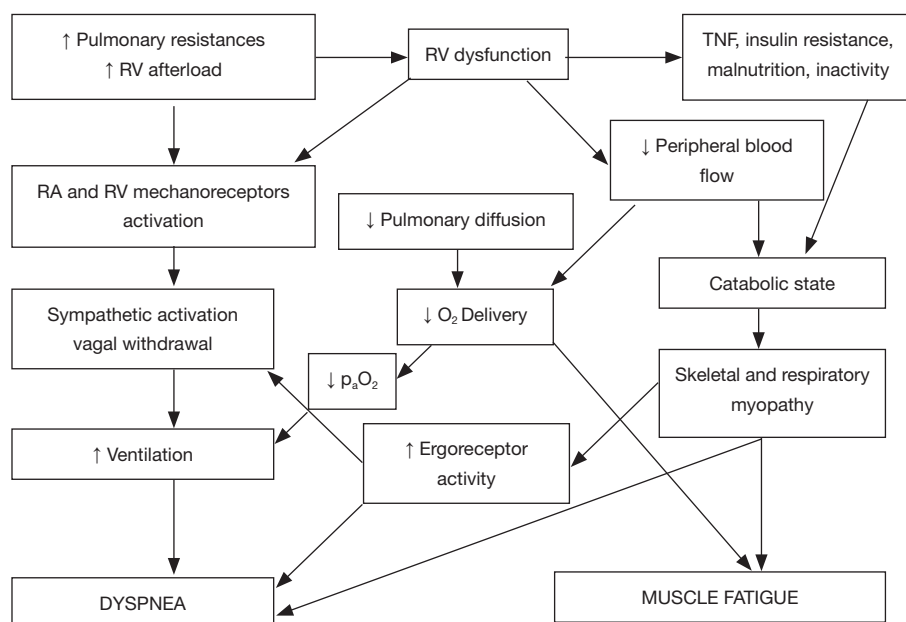 ↑ Pulmonary resistances
↑ RV afterload
RV dysfunction
TNF, insulin resistance,
malnutrition, inactivity
↓ Peripheral blood
flow
RA and RV mechanoreceptors
activation
↓ Pulmonary diffusion
Catabolic state
Sympathetic activation
vagal withdrawal
↓ O₂ Delivery
↓ pₐO₂
Skeletal and respiratory
myopathy
↑ Ventilation
↑ Ergoreceptor
activity
DYSPNEA
MUSCLE FATIGUE